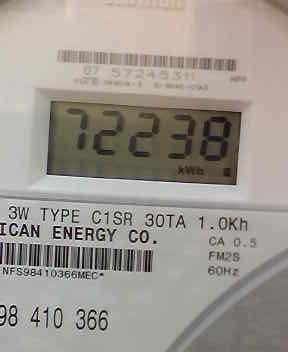 07 57245311
72238
kWh
3W TYPE C1SR 30TA 1.0Kh
ICAN ENERGY CO.
CA 0.5
FM2S
NFS98410366MEC*
60Hz
98 410 366